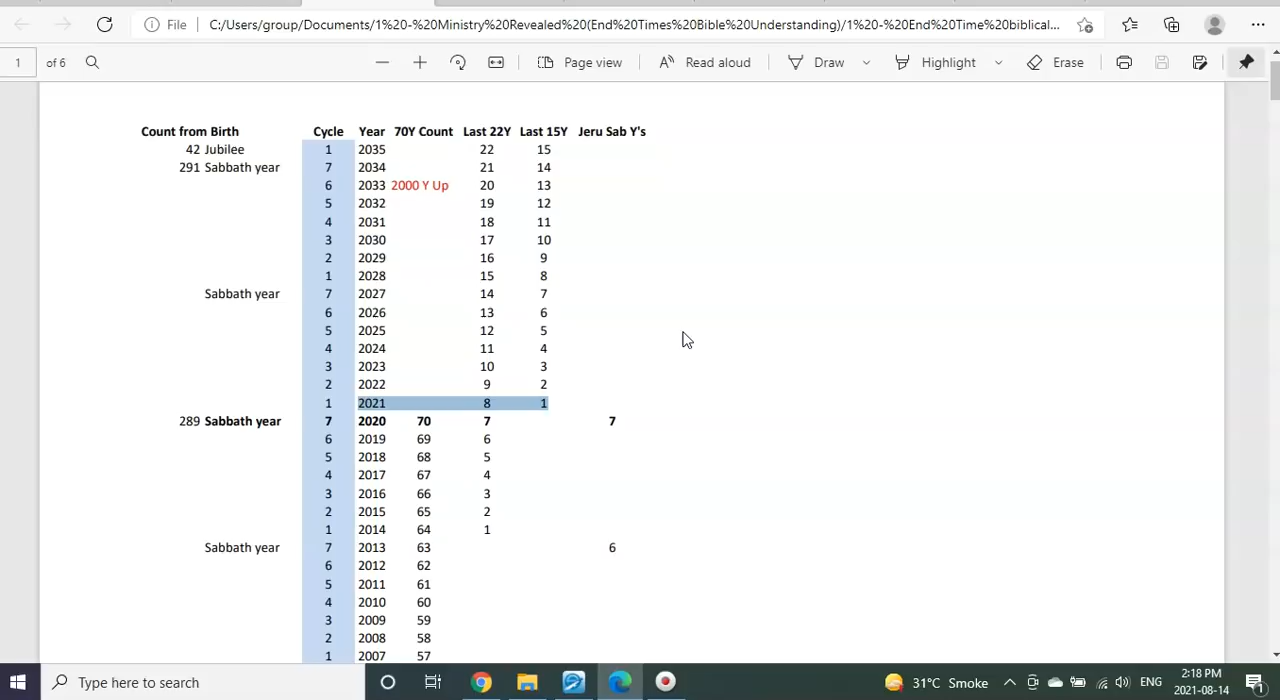 File C:/Users/group/Documents/1%20-%20Ministry%20Revealed%20(End%20Times%20Bible%20Understanding)/1%20-%20End%20Time%20biblical...
1 of 6 Page view Read aloud Draw Highlight Erase
Count from Birth Cycle Year 70Y Count Last 22Y Last 15Y Jeru Sab Y's
42 Jubilee 1 2035 22 15
291 Sabbath year 7 2034 21 14
6 2033 2000 Y Up 20 13
5 2032 19 12
4 2031 18 11
3 2030 17 10
2 2029 16 9
1 2028 15 8
Sabbath year 7 2027 14 7
6 2026 13 6
5 2025 12 5
4 2024 11 4
3 2023 10 3
2 2022 9 2
1 2021 8 1
289 Sabbath year 7 2020 70 7 7
6 2019 69 6
5 2018 68 5
4 2017 67 4
3 2016 66 3
2 2015 65 2
1 2014 64 1
Sabbath year 7 2013 63 6
6 2012 62
5 2011 61
4 2010 60
3 2009 59
2 2008 58
1 2007 57
Type here to search 31°C Smoke ENG 2:18 PM
2021-08-14
1